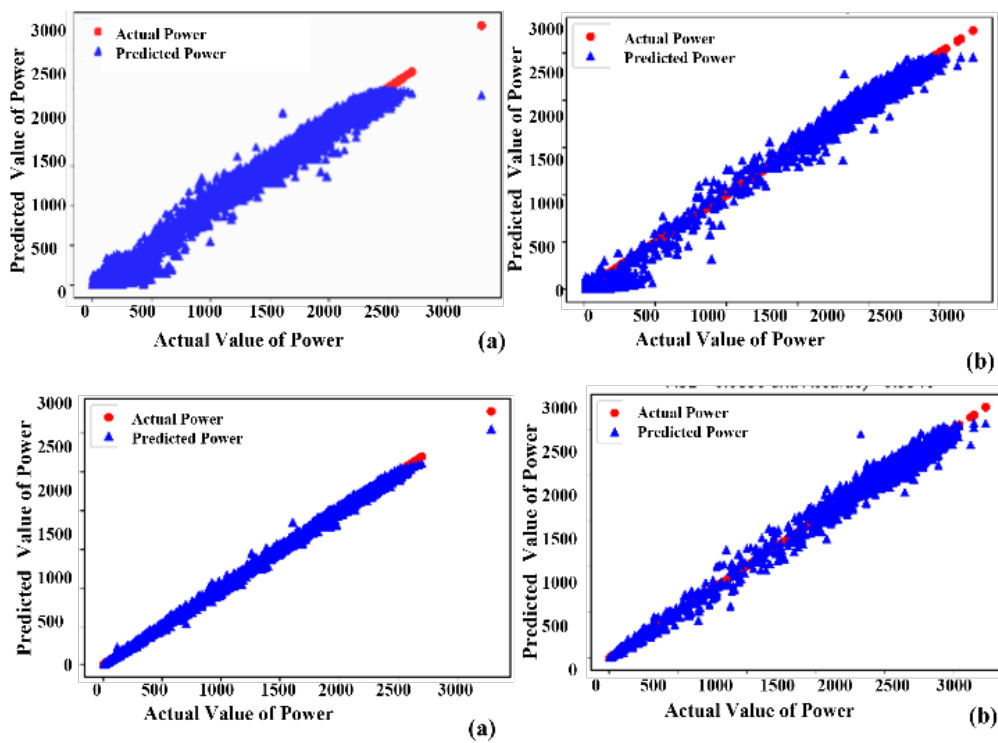 3000
Actual Power
Predicted Power
2500
2000
1500
1000
500
0
Predicted Value of Power
0 500 1000 1500 2000 2500 3000
Actual Value of Power
(a)
3000
Actual Power
Predicted Power
2500
2000
1500
1000
500
0
Predicted Value of Power
0 500 1000 1500 2000 2500 3000
Actual Value of Power
(b)
3000
Actual Power
Predicted Power
2500
2000
1500
1000
500
0
Predicted Value of Power
0 500 1000 1500 2000 2500 3000
Actual Value of Power
(a)
and Accuracy
3000
Actual Power
Predicted Power
2500
2000
1500
1000
500
0
Predicted Value of Power
0 500 1000 1500 2000 2500 3000
Actual Value of Power
(b)